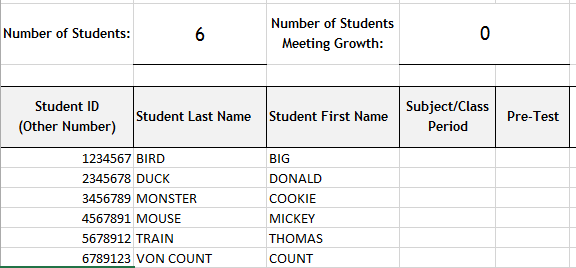 Number of Students: 6 Number of Students Meeting Growth: 0
Student ID (Other Number) Student Last Name Student First Name Subject/Class Period Pre-Test
1234567 BIRD BIG
2345678 DUCK DONALD
3456789 MONSTER COOKIE
4567891 MOUSE MICKEY
5678912 TRAIN THOMAS
6789123 VON COUNT COUNT